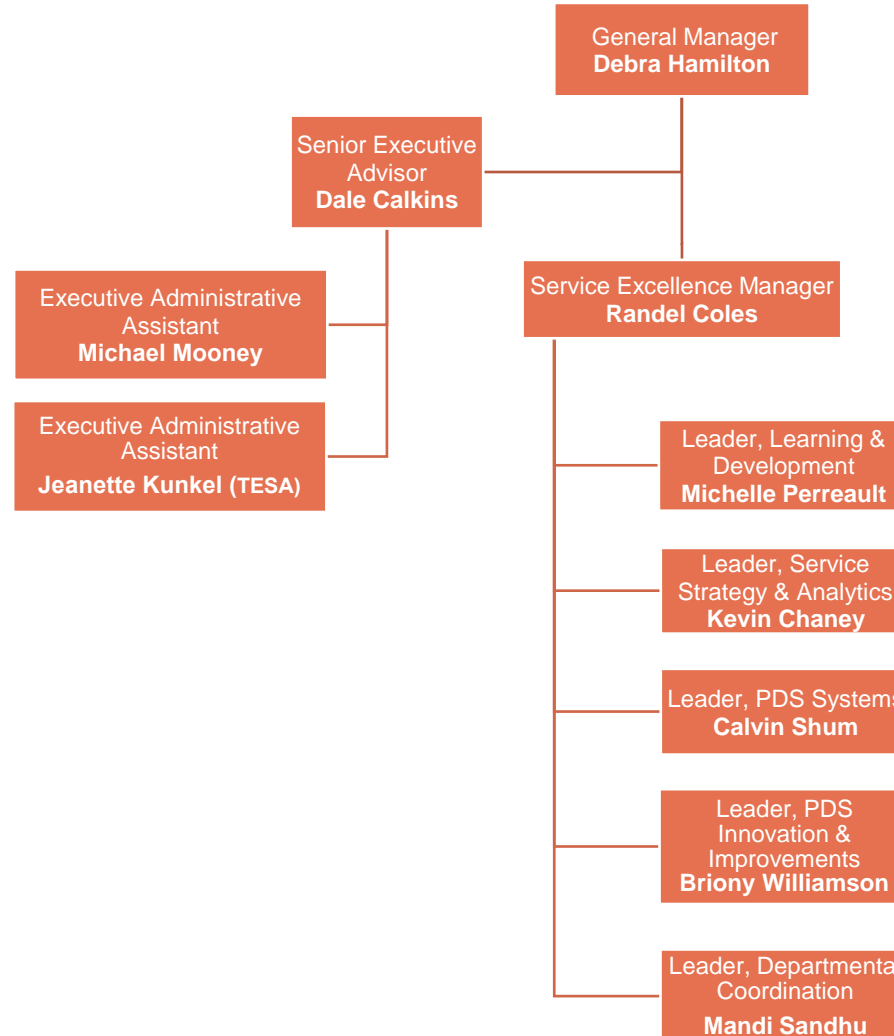 General Manager
Debra Hamilton
Senior Executive
Advisor
Dale Calkins
Service Excellence Manager
Randel Coles
Executive Administrative
Assistant
Michael Mooney
Executive Administrative
Assistant
Jeanette Kunkel (TESA)
Leader, Learning &
Development
Michelle Perreault
Leader, Service
Strategy & Analytics
Kevin Chaney
Leader, PDS Systems
Calvin Shum
Leader, PDS
Innovation &
Improvements
Briony Williamson
Leader, Departmenta
Coordination
Mandi Sandhu